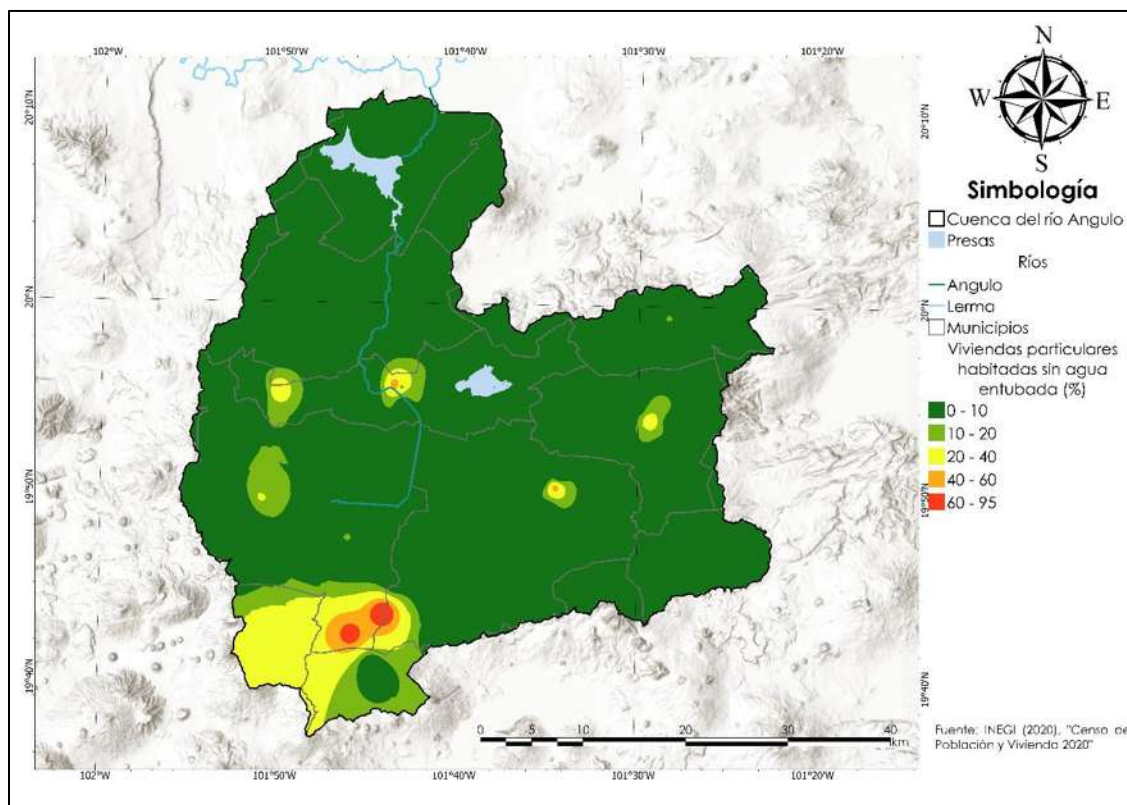 102°W
101°50'W
101°40'W
101°30'W
101°20'W
N
W
E
S
20°10'N
20°10'N
20°N
20°N
19°50'N
19°50'N
19°40'N
19°40'N
Simbología
Cuenca del río Angulo
Presas
Ríos
Angulo
Lerma
Municipios
Viviendas particulares
habitadas sin agua
entubada (%)
0 - 10
10 - 20
20 - 40
40 - 60
60 - 95
0 5 10 20 30 40
km
Fuente: INEGI (2020), "Censo de
Población y Vivienda 2020"
102°W
101°50'W
101°40'W
101°30'W
101°20'W